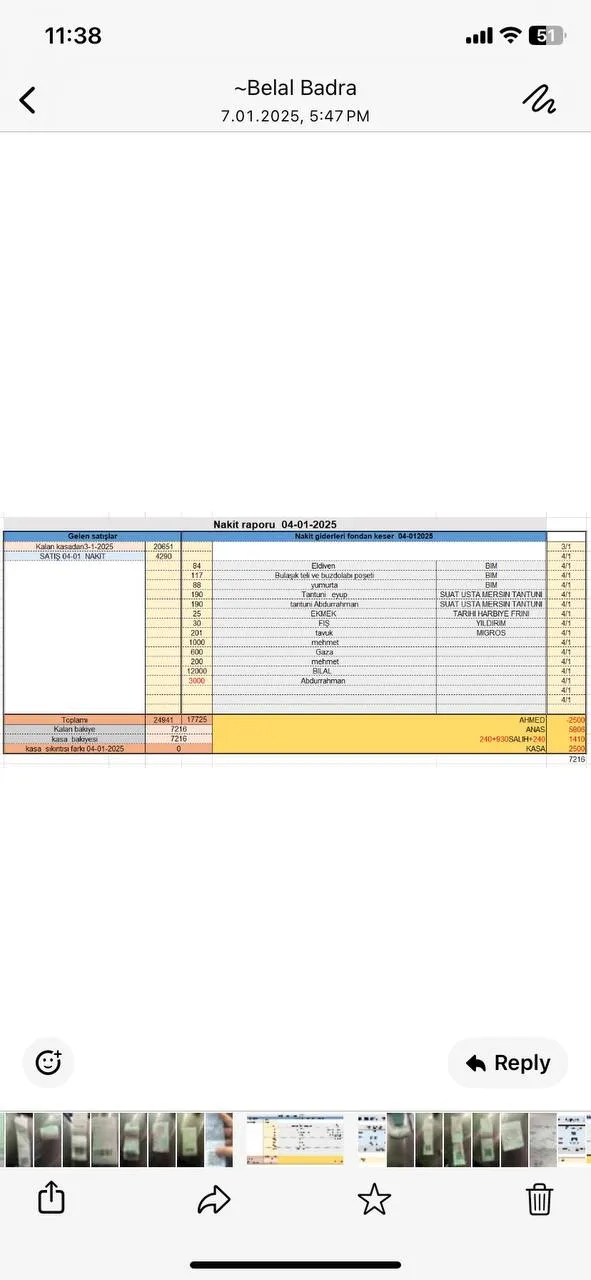 11:38
51
~Belal Badra
7.01.2025, 5:47 PM
Nakit raporu 04-01-2025
Gelen satışlar Nakit giderleri fondan keser 04-012025
Kalan kasadan3-1-2025 20651 3/1
SATIŞ 04-01 NAKİT 4290 4/1
84 Eldiven BIM 4/1
117 Bulaşık teli ve buzdolabı poşeti BIM 4/1
88 yumurta BIM 4/1
190 Tantuni eyup SUAT USTA MERSIN TANTUNI 4/1
190 tantuni Abdurrahman SUAT USTA MERSIN TANTUNI 4/1
25 EKMEK TARIHI HARBIYE FRINI 4/1
30 FIŞ YILDIRIM 4/1
201 tavuk MIGROS 4/1
1000 mehmet 4/1
600 Gaza 4/1
200 mehmet 4/1
12000 BILAL 4/1
3000 Abdurrahman 4/1
4/1
4/1
Toplamı 24941 17725 AHMED -2500
Kalan bakiye 7216 ANAS 5806
kasa bakiyesi 7216 240+930SALIH+240 1410
kasa sıkıntısı farkı 04-01-2025 0 KASA 2500
7216
Reply